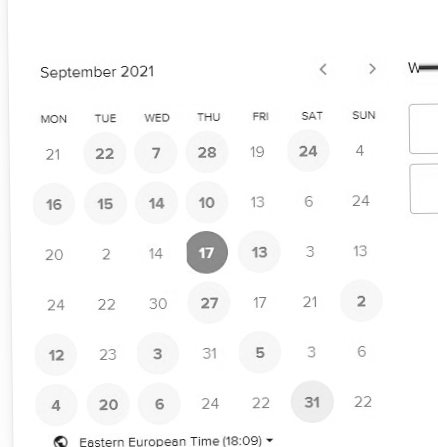 September 2021 < >
W
MON TUE WED THU FRI SAT SUN
21 22 7 28 19 24 4
16 15 14 10 13 6 24
20 2 14 17 13 3 13
24 22 30 27 17 21 2
12 23 3 31 5 3 6
4 20 6 24 22 31 22
Eastern European Time (18:09)